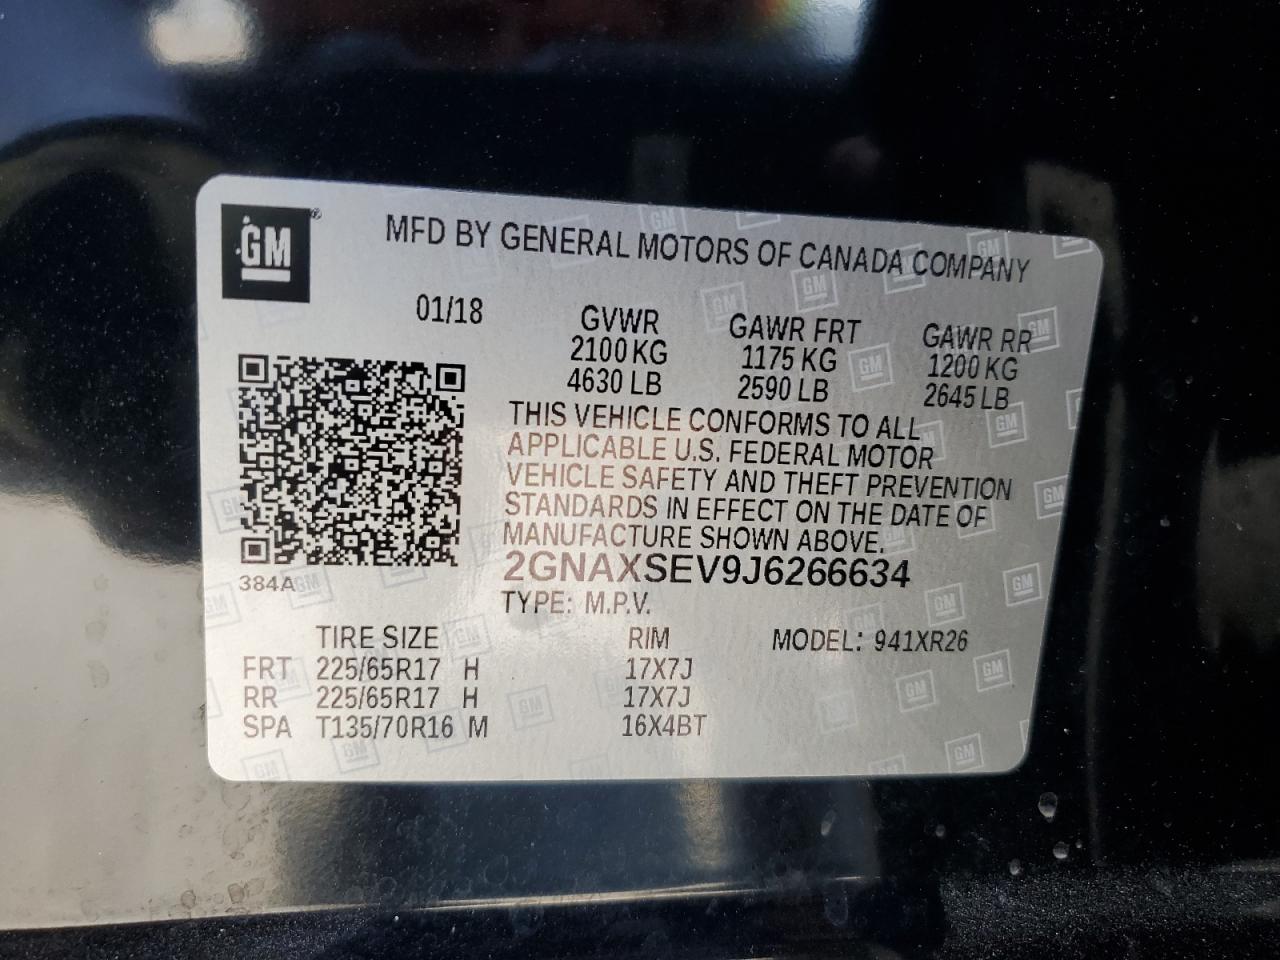 GM ®
MFD BY GENERAL MOTORS OF CANADA COMPANY
01/18
GVWR GAWR FRT GAWR RR
2100 KG 1175 KG 1200 KG
4630 LB 2590 LB 2645 LB
THIS VEHICLE CONFORMS TO ALL
APPLICABLE U.S. FEDERAL MOTOR
VEHICLE SAFETY AND THEFT PREVENTION
STANDARDS IN EFFECT ON THE DATE OF
MANUFACTURE SHOWN ABOVE.
384A
2GNAXSEV9J6266634
TYPE: M.P.V.
TIRE SIZE RIM MODEL: 941XR26
FRT 225/65R17 H 17X7J
RR 225/65R17 H 17X7J
SPA T135/70R16 M 16X4BT